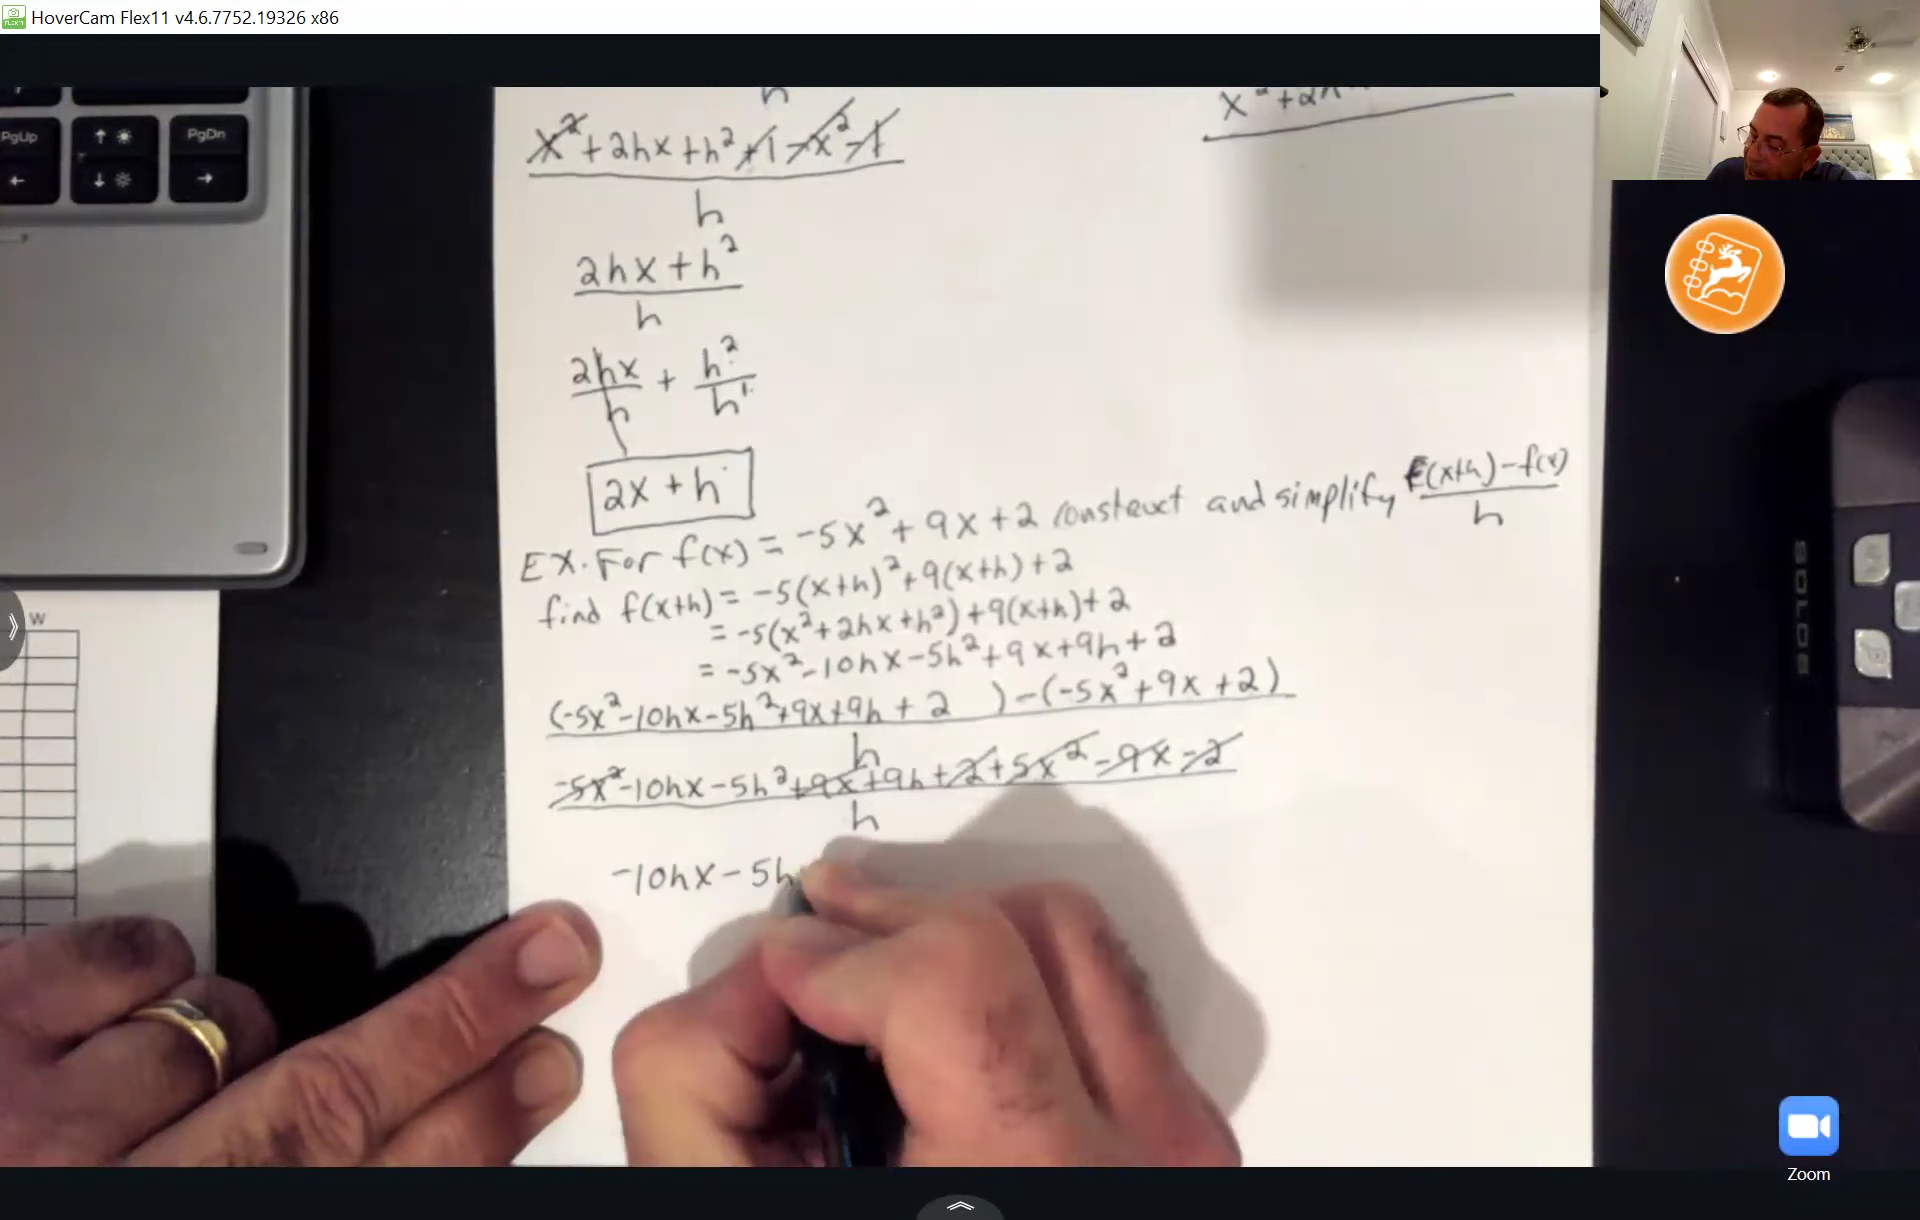 HoverCam Flex11 v4.6.7752.19326 x86
PgUp
PgDn
h
x²+2hx+h²+1-x²-1
h
2hx+h²
h
2hx + h²
h h¹
2x+h
EX. For f(x) = -5x²+9x+2 construct and simplify f(x+h)-f(x)
h
find f(x+h) = -5(x+h)²+9(x+h)+2
= -5(x²+2hx+h²)+9(x+h)+2
= -5x²-10hx-5h²+9x+9h+2
(-5x²-10hx-5h²+9x+9h+2 )-(-5x²+9x+2)
h
-5x²-10hx-5h²+9x+9h+2+5x²-9x-2
h
-10hx-5h
W
SOLO8
Zoom